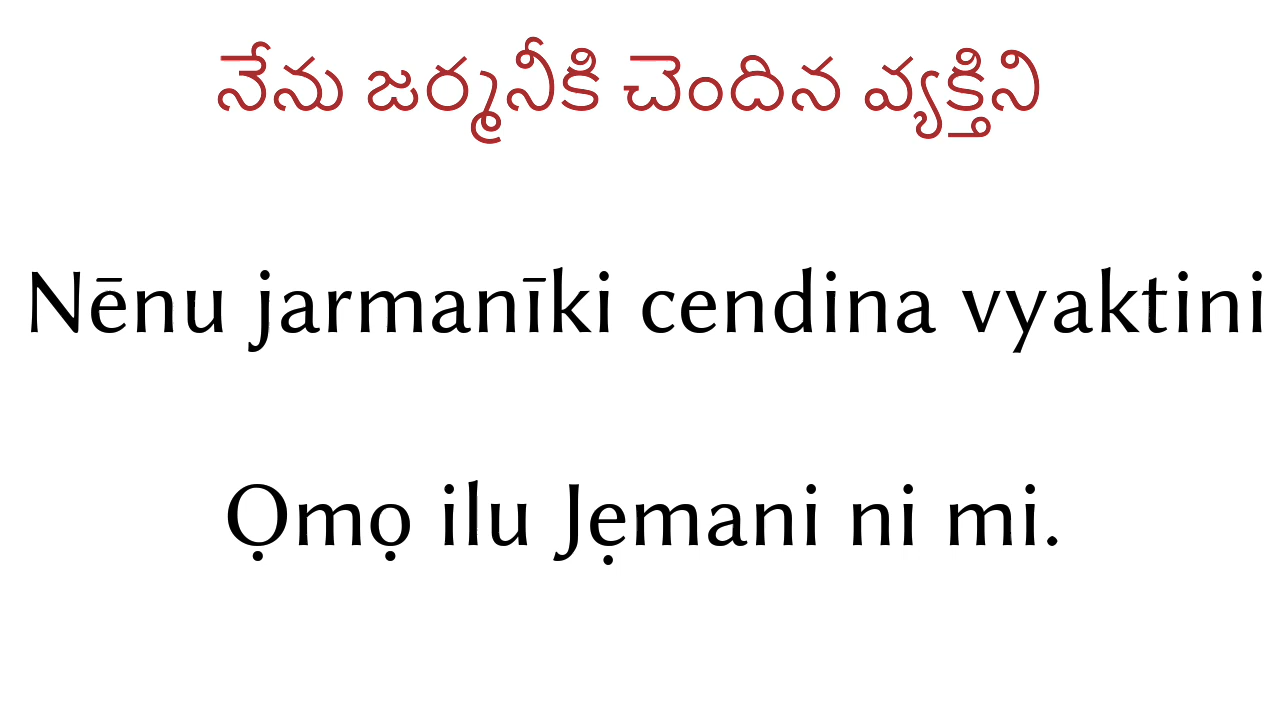 నేను జర్మనీకి చెందిన వ్యక్తిని
Nēnu jarmanīki cendina vyaktini
Ọmọ ilu Jẹmani ni mi.